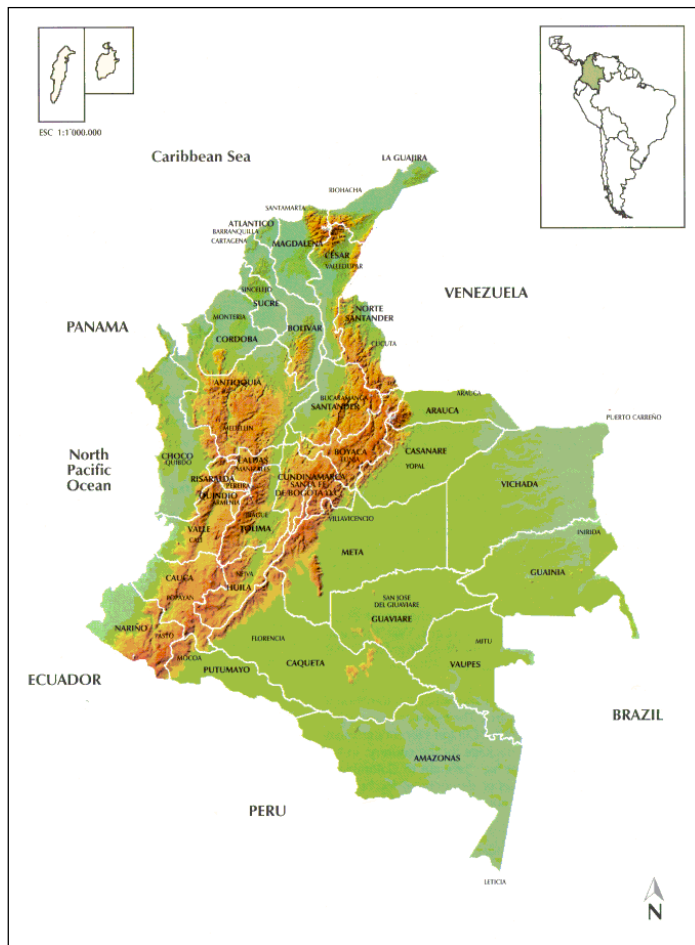 ESC 1:1'000.000
Caribbean Sea
LA GUAJIRA
RIOHACHA
SANTAMARTA
ATLANTICO
BARRANQUILLA
CARTAGENA
MAGDALENA
CESAR
VALLEDUPAR
VENEZUELA
SINCELEJO
SUCRE
NORTE
SANTANDER
MONTERIA
BOLIVAR
PANAMA
CORDOBA
CUCUTA
ANTIOQUIA
BUCARAMANGA
SANTANDER
ARAUCA
ARAUCA
PUERTO CARREÑO
MEDELLIN
North
Pacific
Ocean
CHOCO
QUIBDO
CALDAS
MANIZALES
BOYACA
TUNJA
CASANARE
YOPAL
RISARALDA
PEREIRA
CUNDINAMARCA
SANTA FE
DE BOGOTA D.C.
VICHADA
QUINDIO
ARMENIA
IBAGUE
VILLAVICENCIO
VALLE
CALI
TOLIMA
INIRIDA
META
GUAINIA
CAUCA
NEIVA
HUILA
POPAYAN
SAN JOSE
DEL GIUAVIARE
GUAVIARE
NARIÑO
PASTO
FLORENCIA
MITU
MOCOA
PUTUMAYO
CAQUETA
VAUPES
ECUADOR
BRAZIL
AMAZONAS
PERU
LETICIA
N